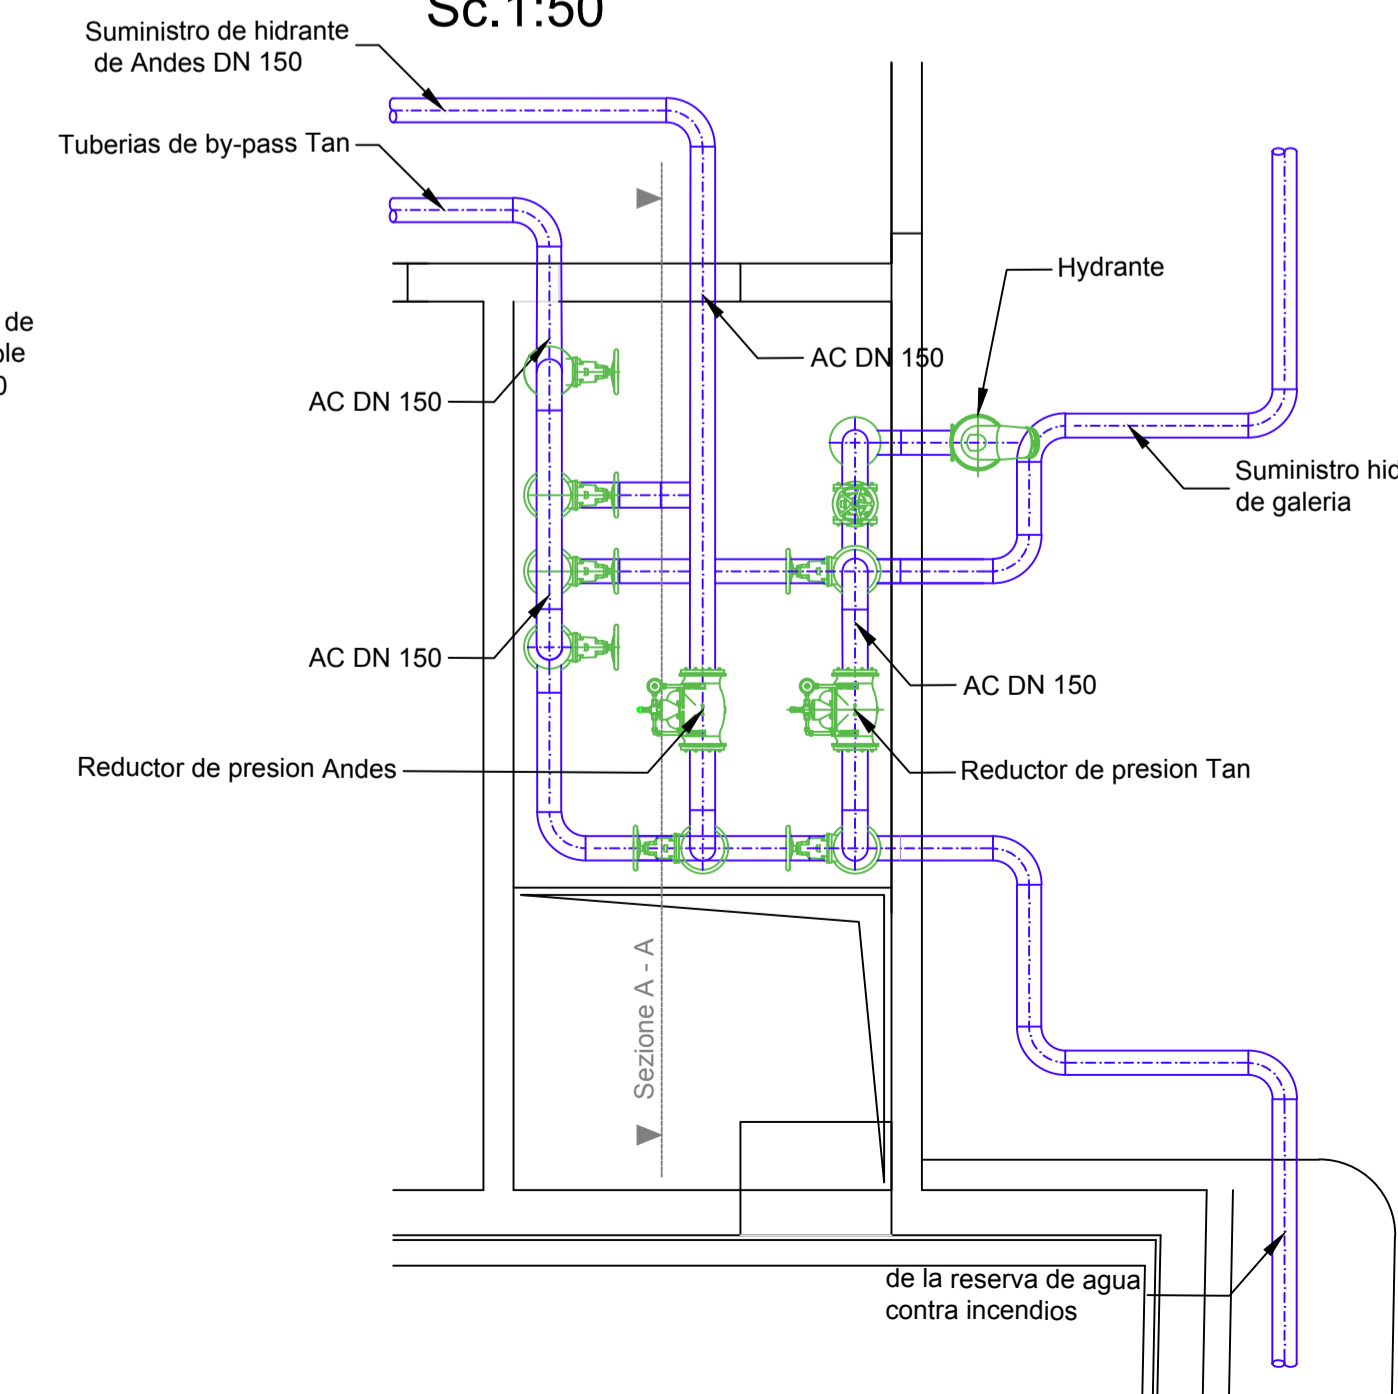 Sc.1:50
Suministro de hidrante
de Andes DN 150
Tuberias de by-pass Tan
Hydrante
de
AC DN 150
AC DN 150
Suministro
de galeria
AC DN 150
AC DN 150
Reductor de presion Andes
Reductor de presion Tan
Sezione A - A
de la reserva de agua
contra incendios